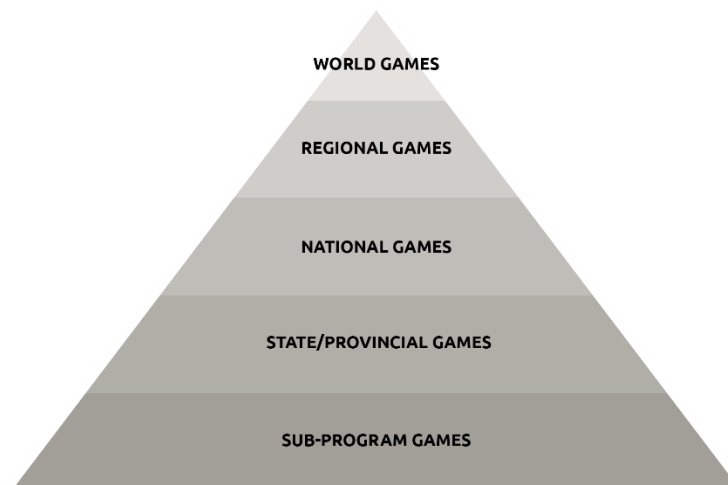 WORLD GAMES
REGIONAL GAMES
NATIONAL GAMES
STATE/PROVINCIAL GAMES
SUB-PROGRAM GAMES